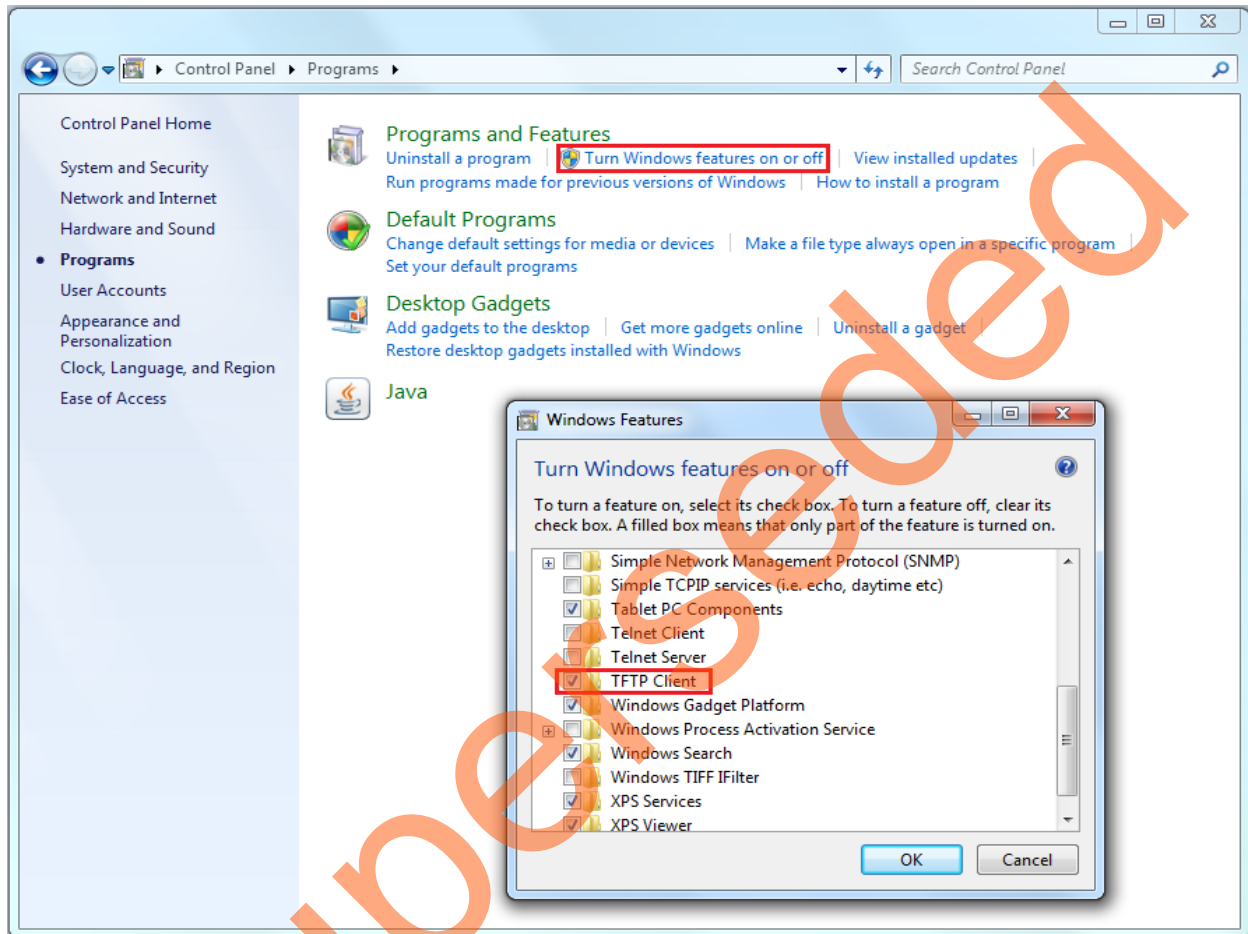 Control Panel
Programs
Search Control Panel
Control Panel Home
System and Security
Network and Internet
Hardware and Sound
Programs
User Accounts
Appearance and
Personalization
Clock, Language, and Region
Ease of Access
Programs and Features
Uninstall a program
Turn Windows features on or off
View installed updates
Run programs made for previous versions of Windows
How to install a program
Default Programs
Change default settings for media or devices
Make a file type always open in a specific program
Set your default programs
Desktop Gadgets
Add gadgets to the desktop
Get more gadgets online
Uninstall a gadget
Restore desktop gadgets installed with Windows
Java
Windows Features
Turn Windows features on or off
To turn a feature on, select its check box. To turn a feature off, clear its
check box. A filled box means that only part of the feature is turned on.
Simple Network Management Protocol (SNMP)
Simple TCPIP services (i.e. echo, daytime etc)
Tablet PC Components
Telnet Client
Telnet Server
TFTP Client
Windows Gadget Platform
Windows Process Activation Service
Windows Search
Windows TIFF IFilter
XPS Services
XPS Viewer
OK
Cancel
perseded